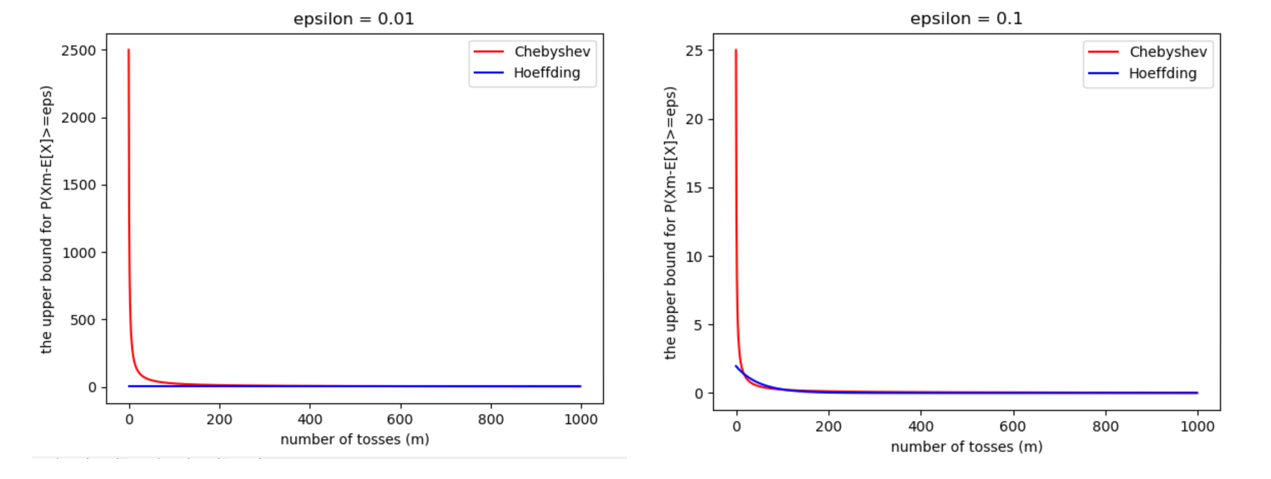 epsilon = 0.01
2500
2000
1500
1000
500
0
the upper bound for P(Xm-E[X]>=eps)
Chebyshev
Hoeffding
0 200 400 600 800 1000
number of tosses (m)
epsilon = 0.1
25
20
15
10
5
0
the upper bound for P(Xm-E[X]>=eps)
Chebyshev
Hoeffding
0 200 400 600 800 1000
number of tosses (m)